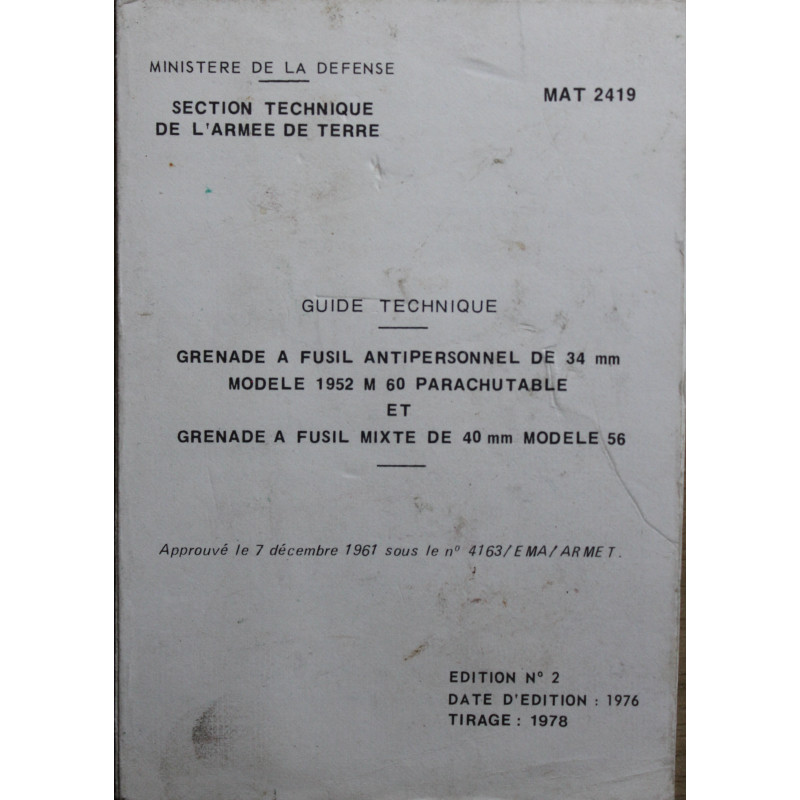 MINISTERE DE LA DEFENSE
SECTION TECHNIQUE
DE L'ARMEE DE TERRE
MAT 2419
GUIDE TECHNIQUE
GRENADE A FUSIL ANTIPERSONNEL DE 34 mm
MODELE 1952 M 60 PARACHUTABLE
ET
GRENADE A FUSIL MIXTE DE 40 mm MODELE 56
Approuvé le 7 décembre 1961 sous le nº 4163/EMA/ARMET.
EDITION Nº 2
DATE D'EDITION : 1976
TIRAGE : 1978